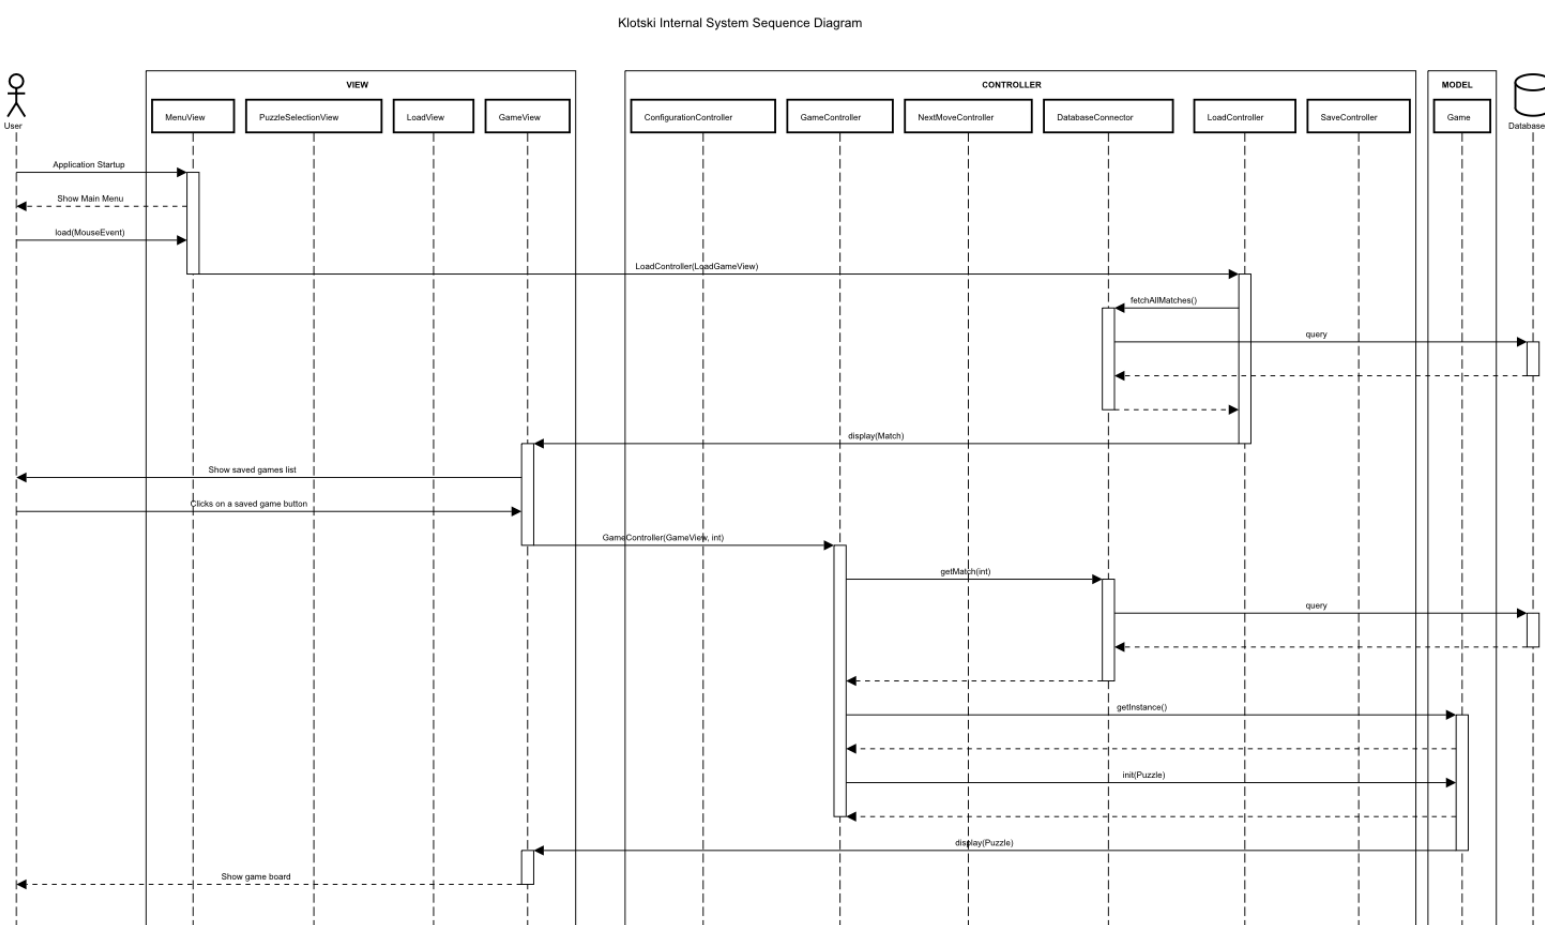 Klotski Internal System Sequence Diagram
VIEW
CONTROLLER
MODEL
MenuView
PuzzleSelectionView
LoadView
GameView
ConfigurationController
GameController
NextMoveController
DatabaseConnector
LoadController
SaveController
Game
User
Database
Application Startup
Show Main Menu
load(MouseEvent)
LoadController(LoadGameView)
fetchAllMatches()
query
display(Match)
Show saved games list
Clicks on a saved game button
GameController(GameView, int)
getMatch(int)
query
getInstance()
init(Puzzle)
display(Puzzle)
Show game board